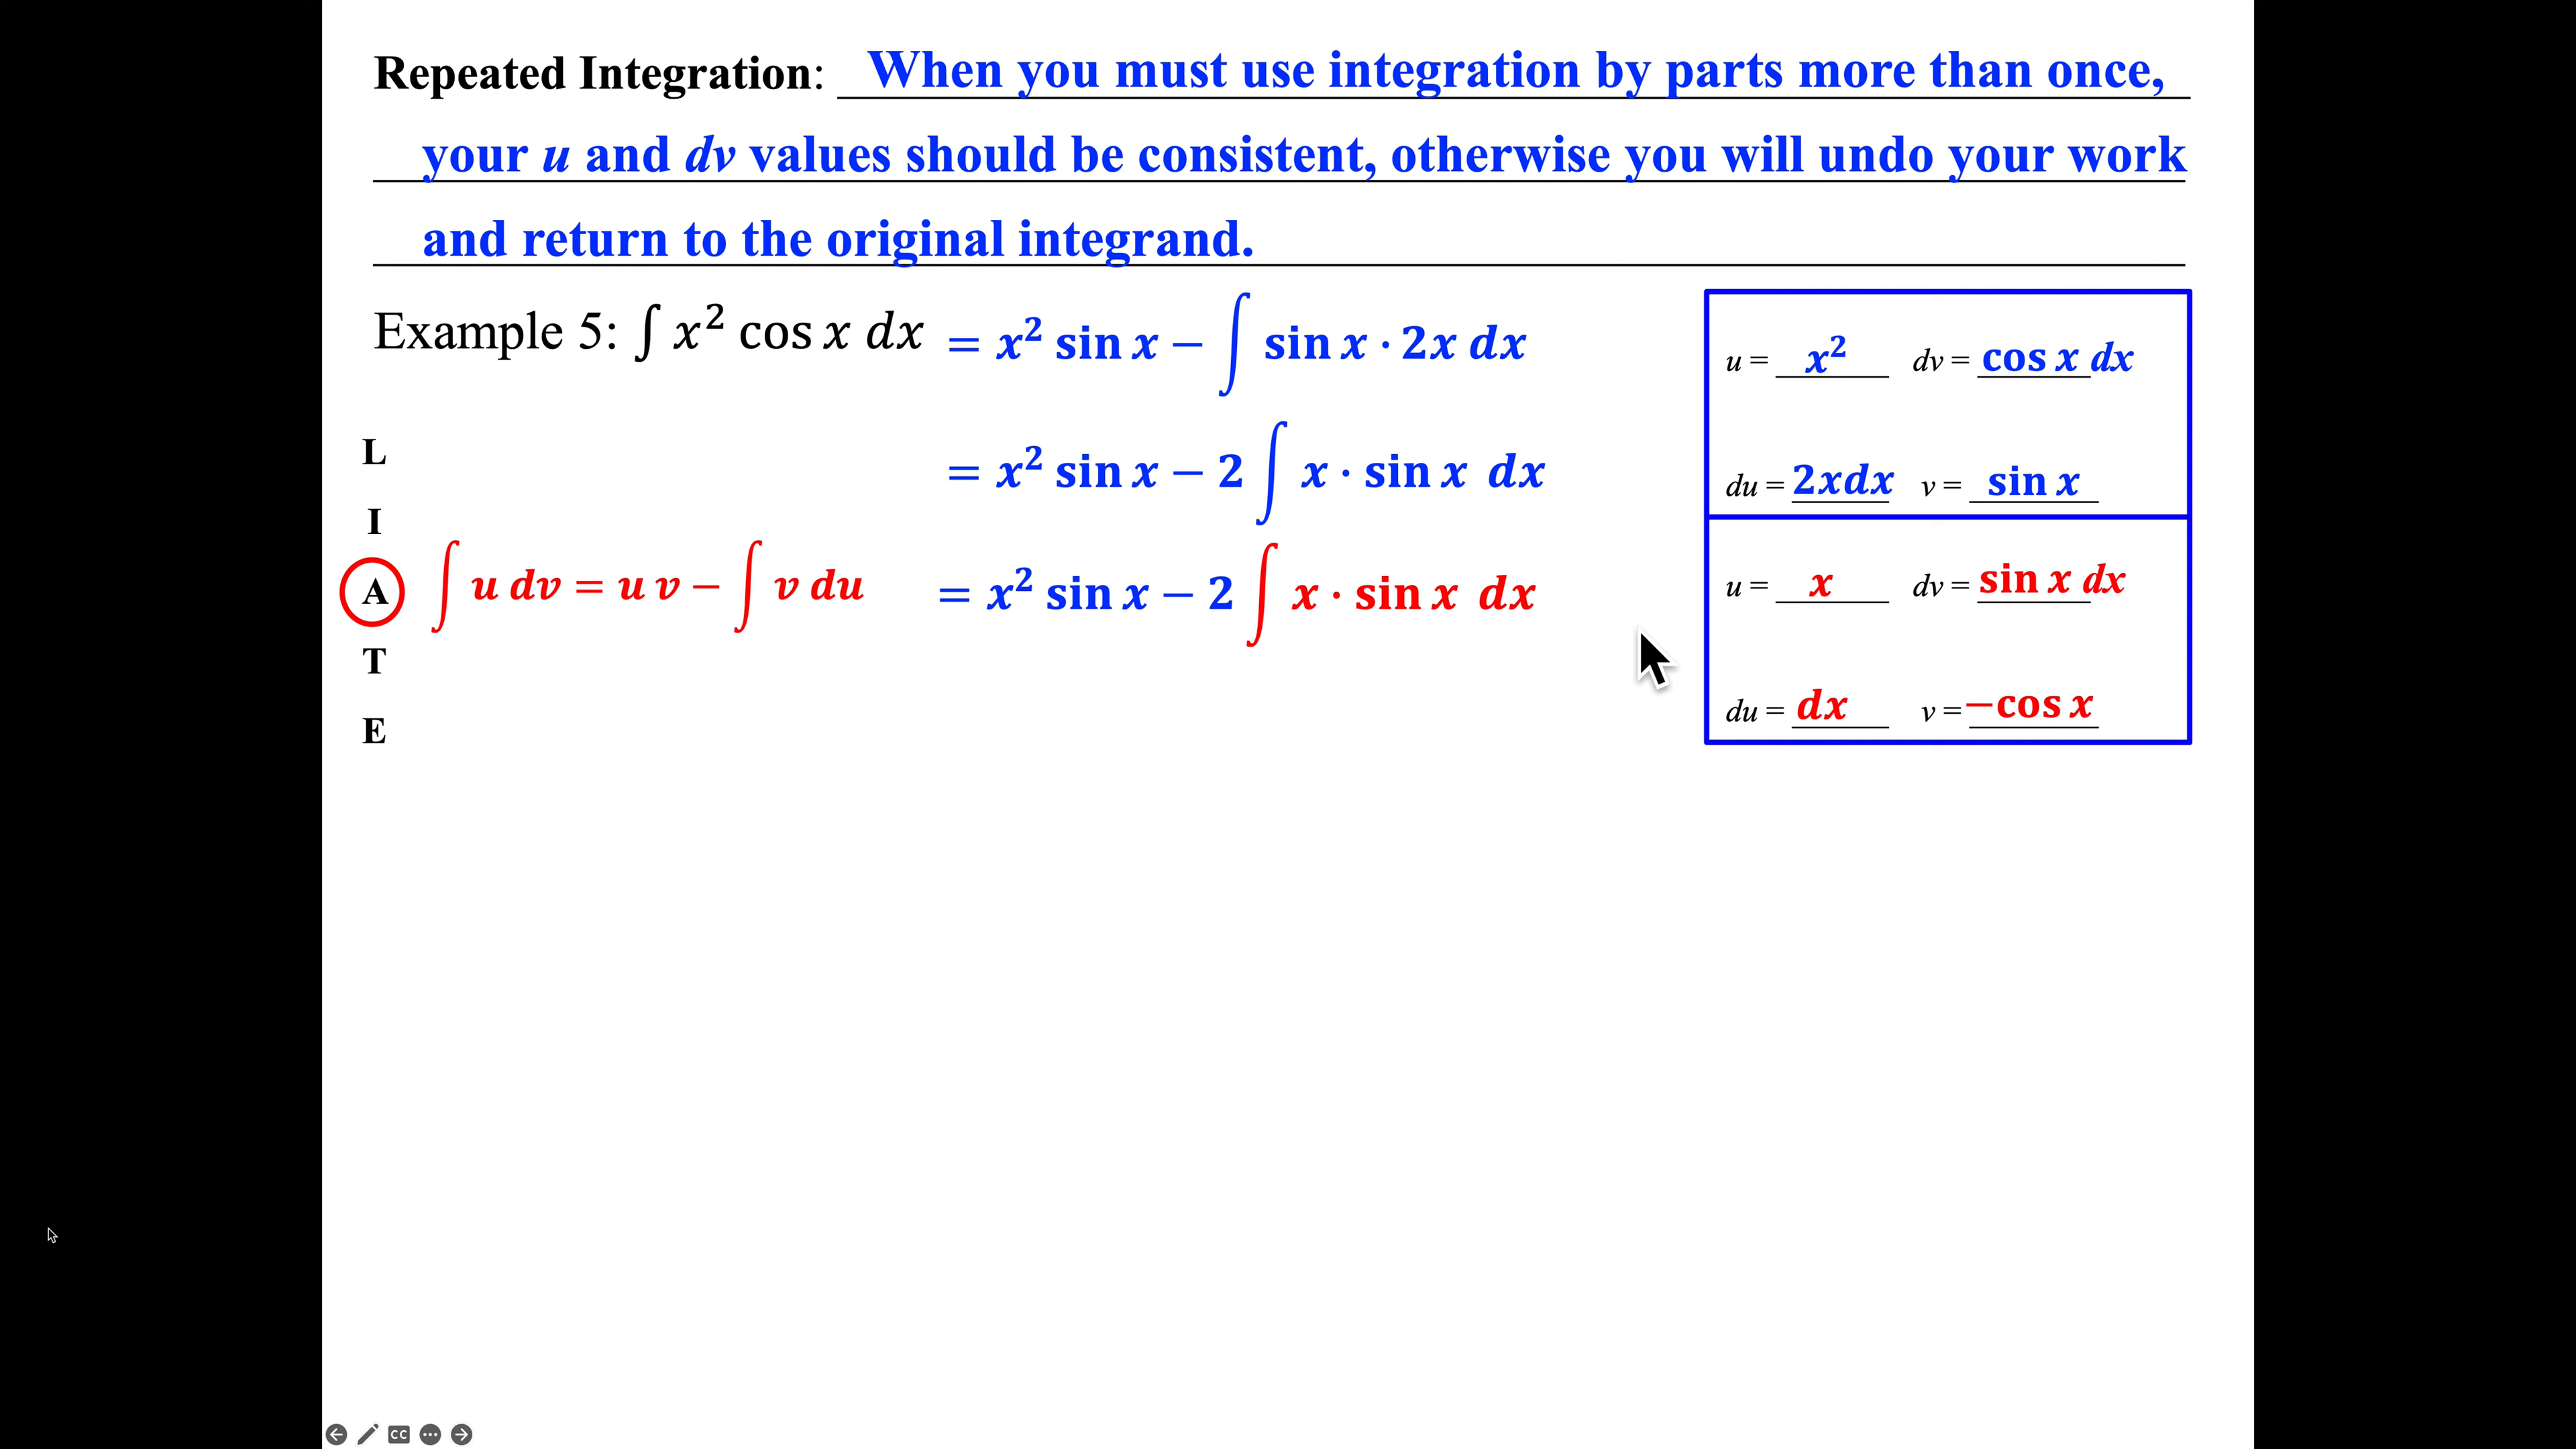 Repeated Integration: When you must use integration by parts more than once,
your u and dv values should be consistent, otherwise you will undo your work
and return to the original integrand.
Example 5: ∫ x² cos x dx = x² sin x − ∫ sin x · 2x dx
= x² sin x − 2 ∫ x · sin x dx
= x² sin x − 2 ∫ x · sin x dx
L
I
A
T
E
∫ u dv = u v − ∫ v du
u = x² dv = cos x dx
du = 2xdx v = sin x
u = x dv = sin x dx
du = dx v = −cos x
CC